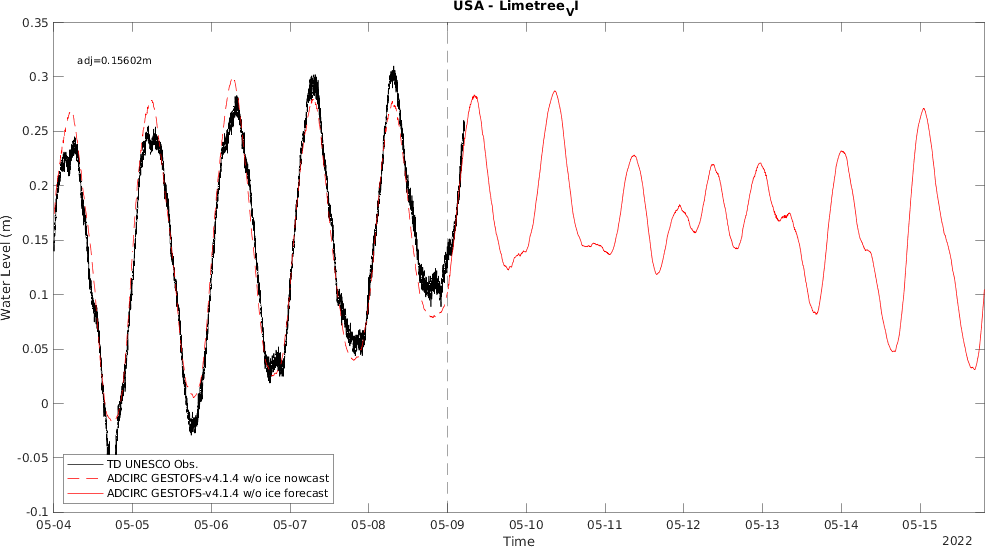 USA - Limetree_VI
adj=0.15602m
0.35
0.3
0.25
0.2
0.15
0.1
0.05
0
-0.05
-0.1
Water Level (m)
TD UNESCO Obs.
ADCIRC GESTOFS-v4.1.4 w/o ice nowcast
ADCIRC GESTOFS-v4.1.4 w/o ice forecast
05-04 05-05 05-06 05-07 05-08 05-09 05-10 05-11 05-12 05-13 05-14 05-15
Time
2022